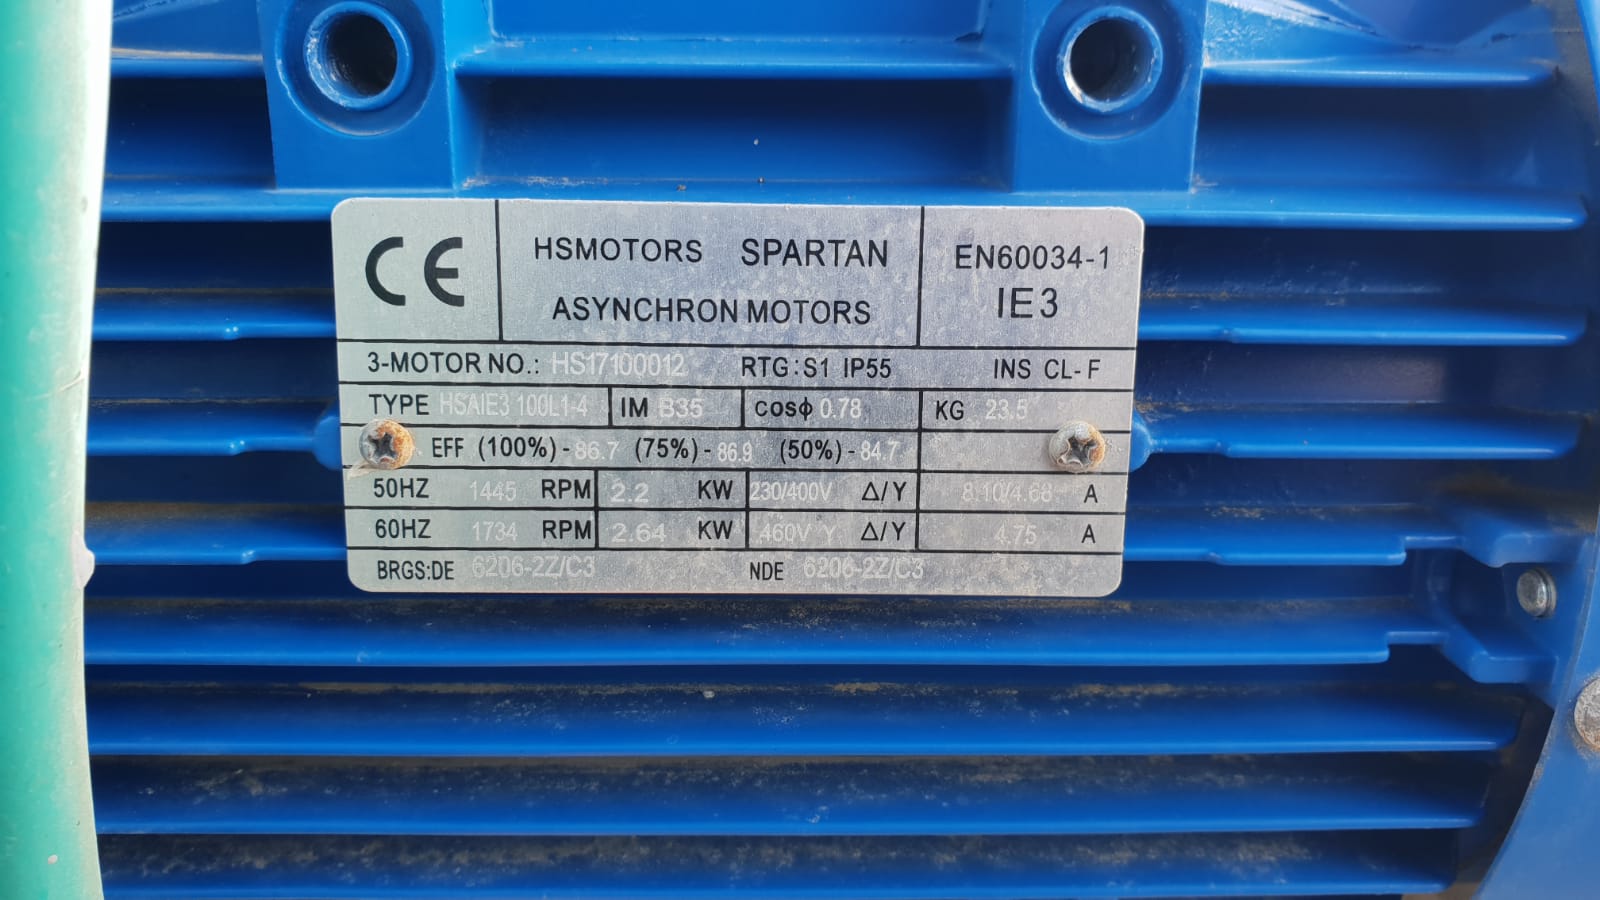 CE
HSMOTORS SPARTAN
ASYNCHRON MOTORS
EN60034-1
IE3
3-MOTOR NO.: HS17100012 RTG:S1 IP55 INS CL-F
TYPE HSAIE3 100L1-4 IM B35 cosϕ 0.78 KG 23.5
EFF (100%)-86.7 (75%)-86.9 (50%)-84.7
50HZ 1445 RPM 2.2 KW 230/400V Δ/Y 8.10/4.68 A
60HZ 1734 RPM 2.64 KW 460V Y Δ/Y 4.75 A
BRGS:DE 6206-2Z/C3 NDE 6206-2Z/C3